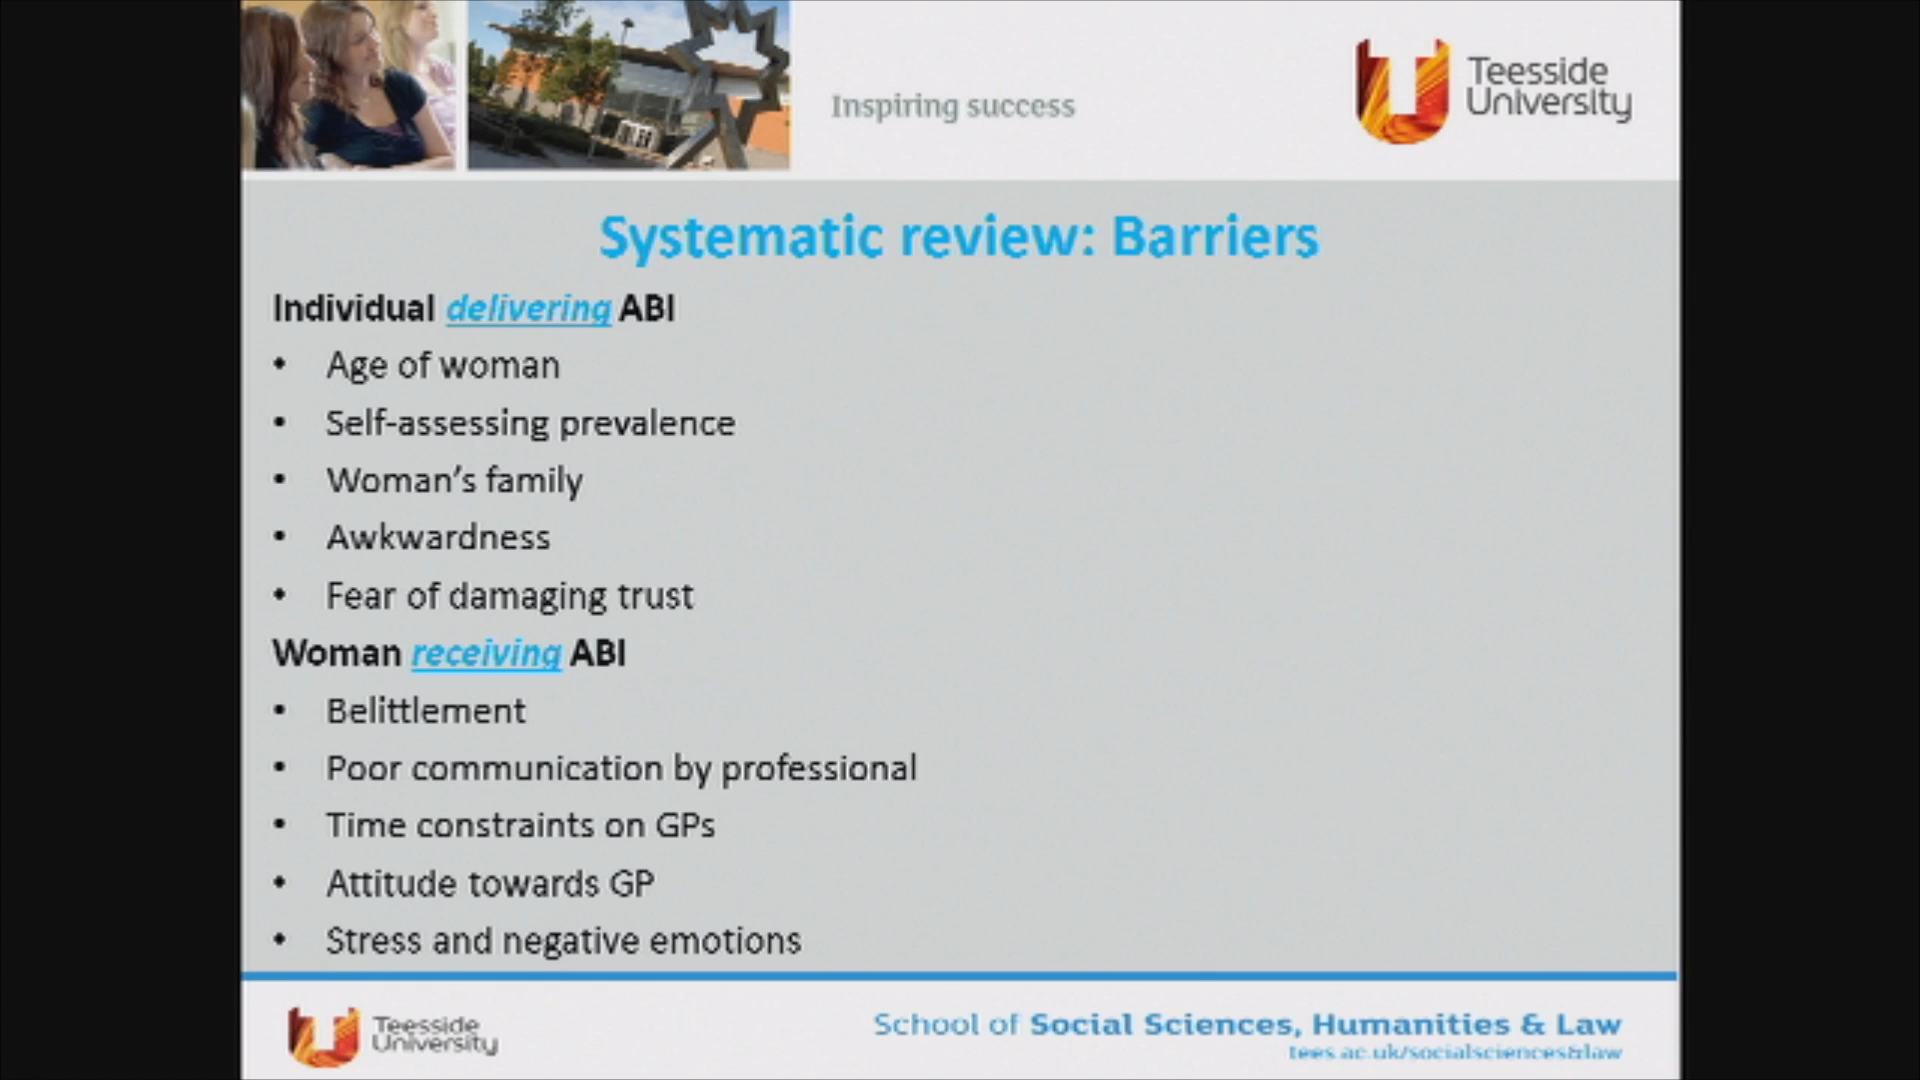 Inspiring success
Teesside
University
Systematic review: Barriers
Individual delivering ABI
• Age of woman
• Self-assessing prevalence
• Woman's family
• Awkwardness
• Fear of damaging trust
Woman receiving ABI
• Belittlement
• Poor communication by professional
• Time constraints on GPs
• Attitude towards GP
• Stress and negative emotions
Teesside
University
School of Social Sciences, Humanities & Law
tees.ac.uk/socialsciences&law